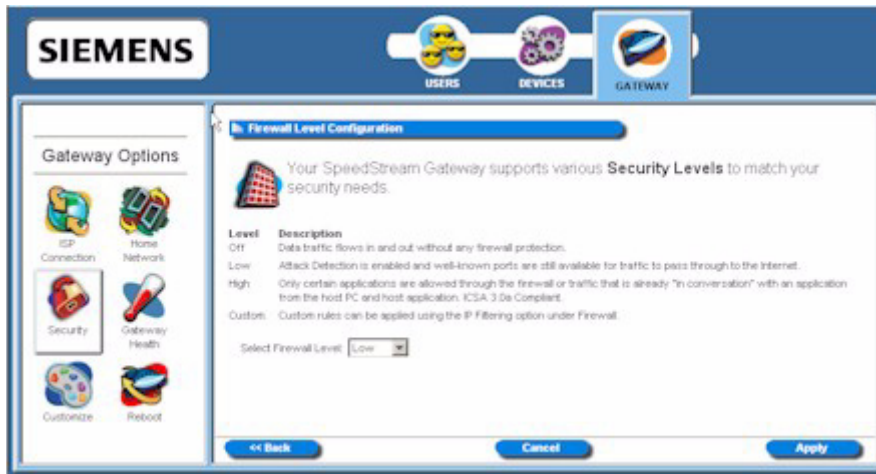 SIEMENS
USERS
DEVICES
GATEWAY
Gateway Options
ISP Connection
Home Network
Security
Gateway Health
Customize
Reboot
Firewall Level Configuration
Your SpeedStream Gateway supports various Security Levels to match your
security needs.
Level Description
Off Data traffic flows in and out without any firewall protection.
Low Attack Detection is enabled and well-known ports are still available for traffic to pass through to the Internet.
High Only certain applications are allowed through the firewall or traffic that is already "in conversation" with an application
from the host PC and host application. ICSA 3.0a Compliant.
Custom Custom rules can be applied using the IP Filtering option under Firewall.
Select Firewall Level: Low
<< Back
Cancel
Apply